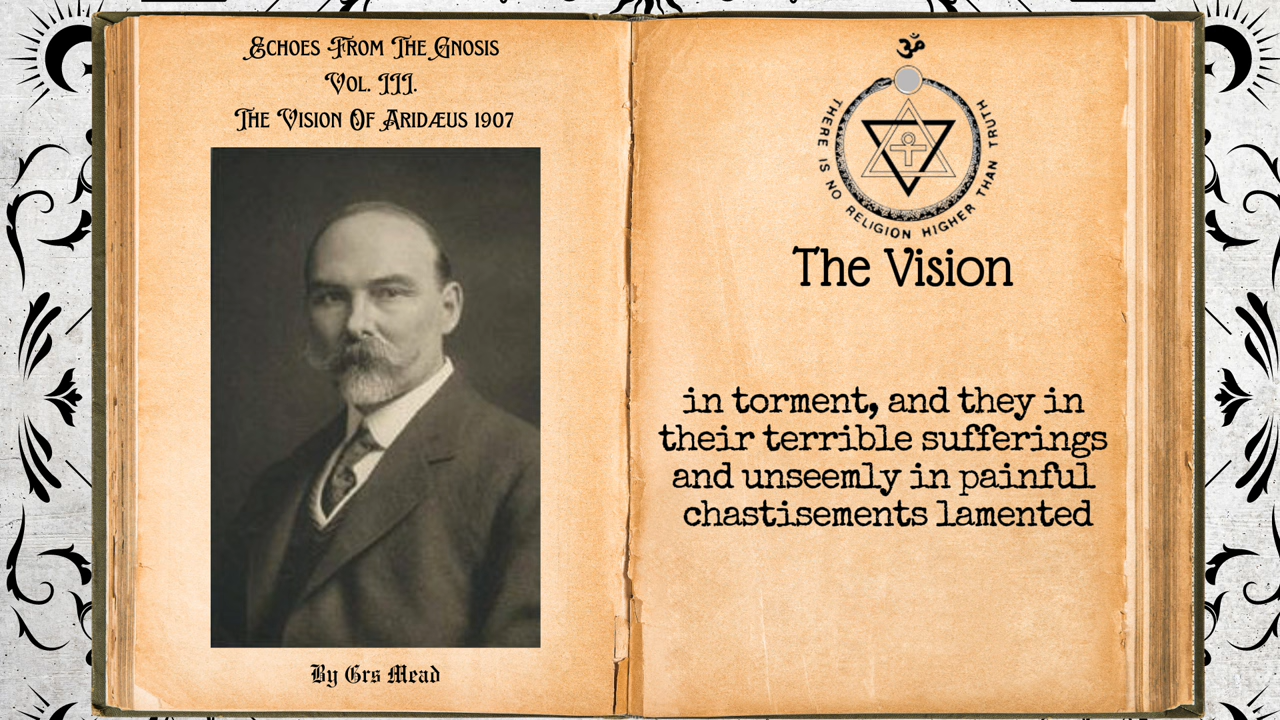 Echoes From The Gnosis
Vol. III.
The Vision Of Aridæus 1907
By Grs Mead
ॐ
THERE IS NO RELIGION HIGHER THAN TRUTH
The Vision
in torment, and they in
their terrible sufferings
and unseemly in painful
chastisements lamented